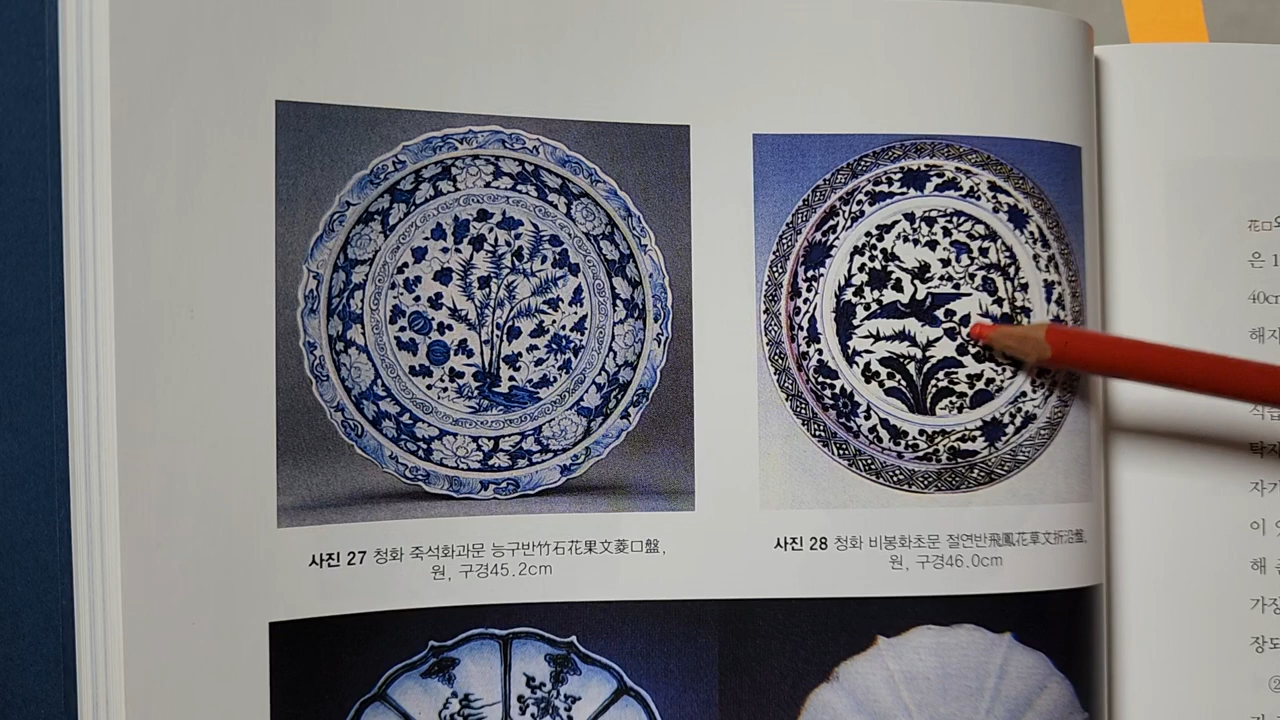 사진 27 청화 죽석화과문 능구반竹石花果文菱口盤,
원, 구경45.2cm
사진 28 청화 비봉화초문 절연반飛鳳花草文折沿盤,
원, 구경46.0cm
花口
은 1
40cm
해지
탁지
자기
이
해
가장
장도
②